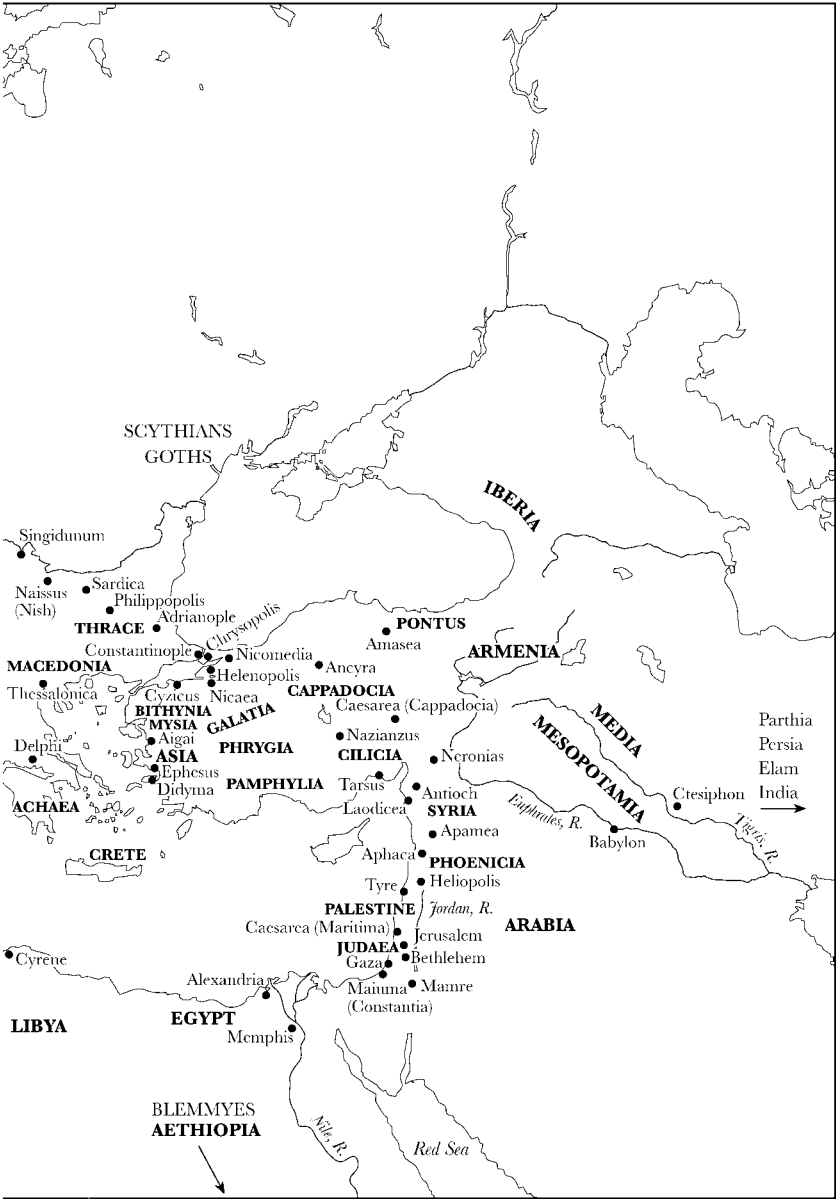 SCYTHIANS
GOTHS
IBERIA
Singidunum
Naissus
(Nish)
Sardica
Philippopolis
Adrianople
THRACE
Chrysopolis
Constantinople
Nicomedia
PONTUS
Amasea
ARMENIA
MACEDONIA
Helenopolis
Ancyra
Thessalonica
Cyzicus
Nicaea
CAPPADOCIA
Caesarea (Cappadocia)
BITHYNIA
MYSIA
GALATIA
Aigai
Nazianzus
MEDIA
MESOPOTAMIA
Parthia
Persia
Elam
India
Delphi
ASIA
PHRYGIA
CILICIA
Neronias
Ephesus
Didyma
PAMPHYLIA
Tarsus
Antioch
Ctesiphon
ACHAEA
Laodicea
SYRIA
Euphrales, R.
Tigris, R.
Apamea
Babylon
CRETE
Aphaca
PHOENICIA
Heliopolis
Tyre
PALESTINE
Jordan, R.
ARABIA
Caesarea (Maritima)
Jerusalem
JUDAEA
Bethlehem
Cyrene
Gaza
Alexandria
Maiuma
(Constantia)
Mamre
LIBYA
EGYPT
Memphis
BLEMMYES
AETHIOPIA
Nile, R.
Red Sea